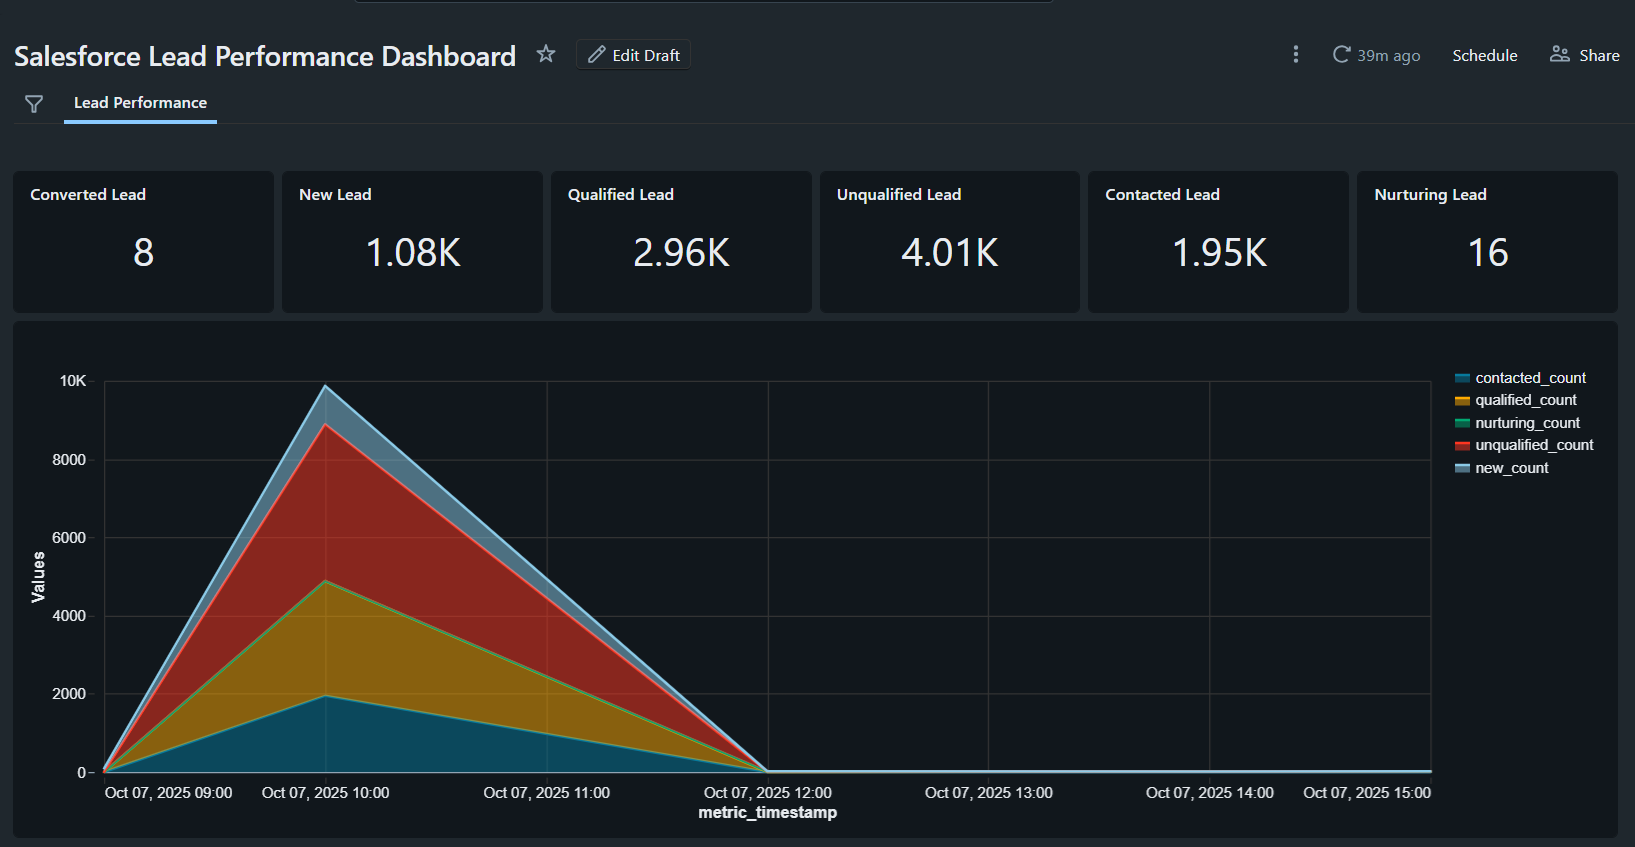 Salesforce Lead Performance Dashboard
Edit Draft
39m ago
Schedule
Share
Lead Performance
Converted Lead
8
New Lead
1.08K
Qualified Lead
2.96K
Unqualified Lead
4.01K
Contacted Lead
1.95K
Nurturing Lead
16
10K
8000
6000
4000
2000
0
Values
Oct 07, 2025 09:00
Oct 07, 2025 10:00
Oct 07, 2025 11:00
Oct 07, 2025 12:00
Oct 07, 2025 13:00
Oct 07, 2025 14:00
Oct 07, 2025 15:00
metric_timestamp
contacted_count
qualified_count
nurturing_count
unqualified_count
new_count